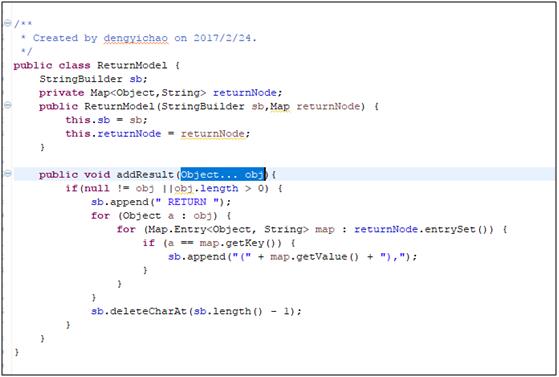 /**
 * Created by dengyichao on 2017/2/24.
 */
public class ReturnModel {
    StringBuilder sb;
    private Map<Object,String> returnNode;
    public ReturnModel(StringBuilder sb,Map returnNode) {
        this.sb = sb;
        this.returnNode = returnNode;
    }

    public void addResult(Object... obj){
        if(null != obj ||obj.length > 0) {
            sb.append(" RETURN ");
            for (Object a : obj) {
                for (Map.Entry<Object, String> map : returnNode.entrySet()) {
                    if (a == map.getKey()) {
                        sb.append("(" + map.getValue() + "),");
                    }
                }
            }
            sb.deleteCharAt(sb.length() - 1);
        }
    }
}